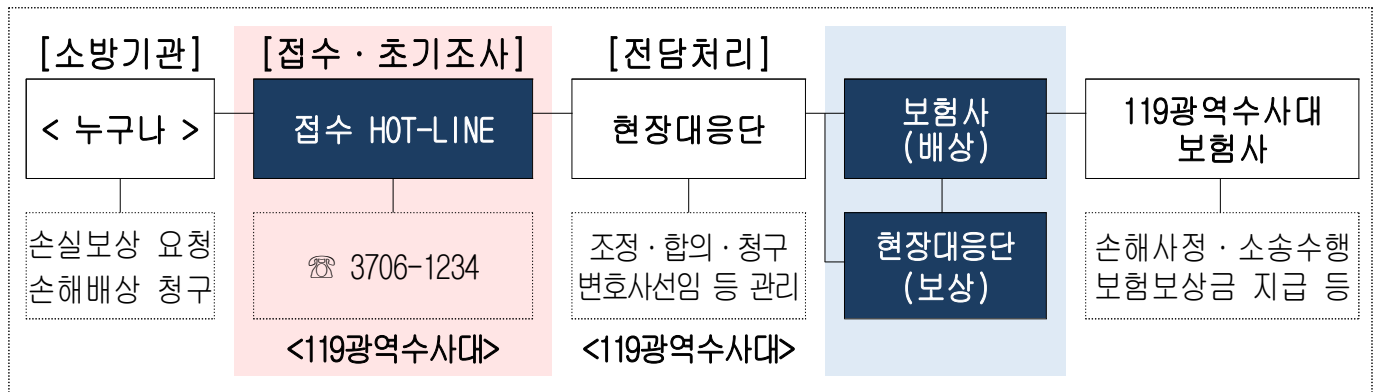 [소방기관]
[접수 · 초기조사]
[전담처리]
< 누구나 >
접수 HOT-LINE
현장대응단
보험사
(배상)
119광역수사대
보험사
손실보상 요청
손해배상 청구
☏ 3706-1234
조정 · 합의 · 청구
변호사선임 등 관리
현장대응단
(보상)
손해사정 · 소송수행
보험보상금 지급 등
<119광역수사대>
<119광역수사대>